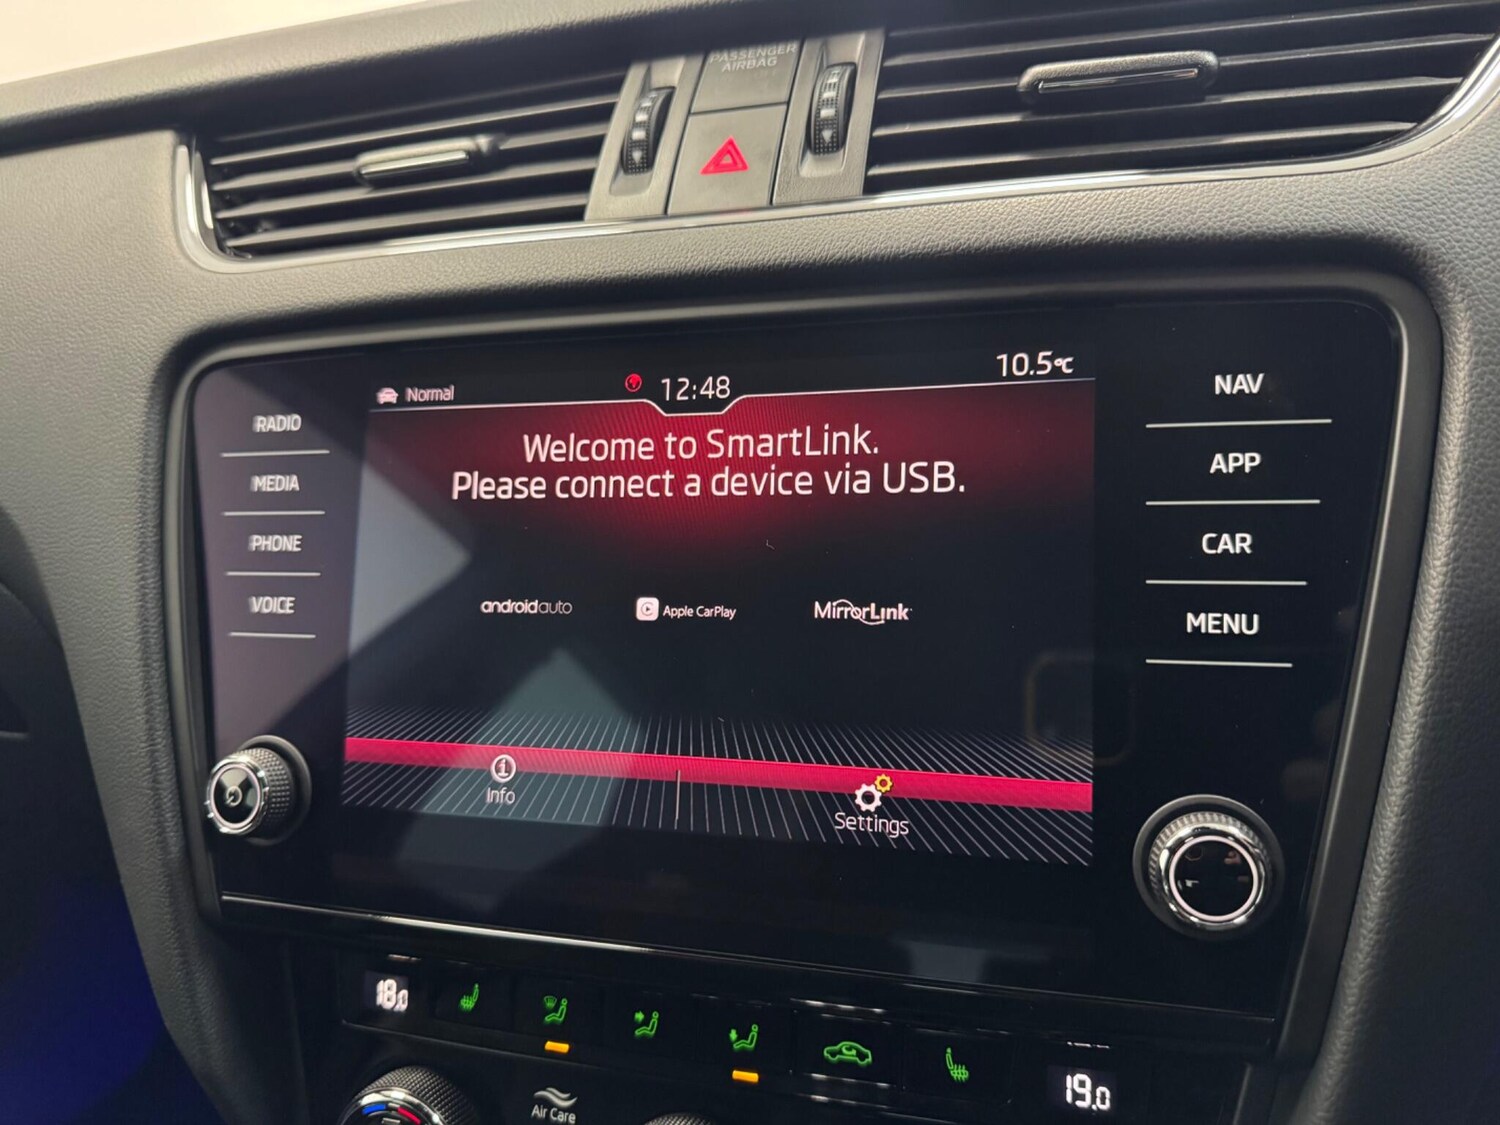 PASSENGER
AIRBAG
Normal
12:48
10.5°C
RADIO
MEDIA
PHONE
VOICE
Welcome to SmartLink.
Please connect a device via USB.
androidauto
Apple CarPlay
MirrorLink
Info
Settings
NAV
APP
CAR
MENU
18.0
19.0
Air Care